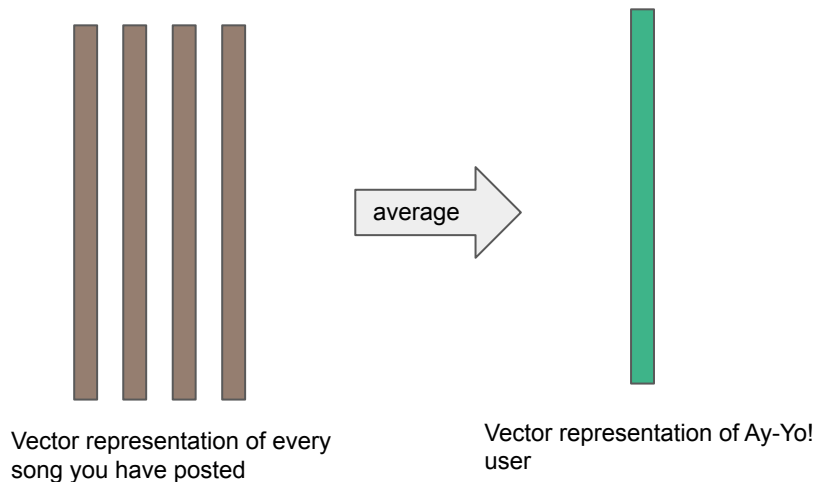 average
Vector representation of every
song you have posted
Vector representation of Ay-Yo!
user